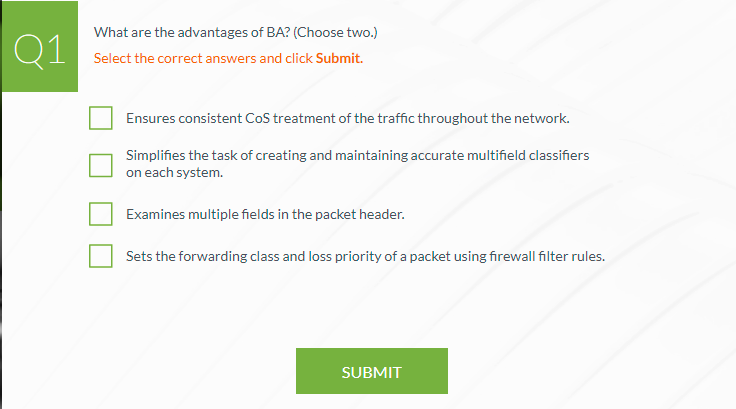 Q1
What are the advantages of BA? (Choose two.)
Select the correct answers and click Submit.
Ensures consistent CoS treatment of the traffic throughout the network.
Simplifies the task of creating and maintaining accurate multifield classifiers
on each system.
Examines multiple fields in the packet header.
Sets the forwarding class and loss priority of a packet using firewall filter rules.
SUBMIT